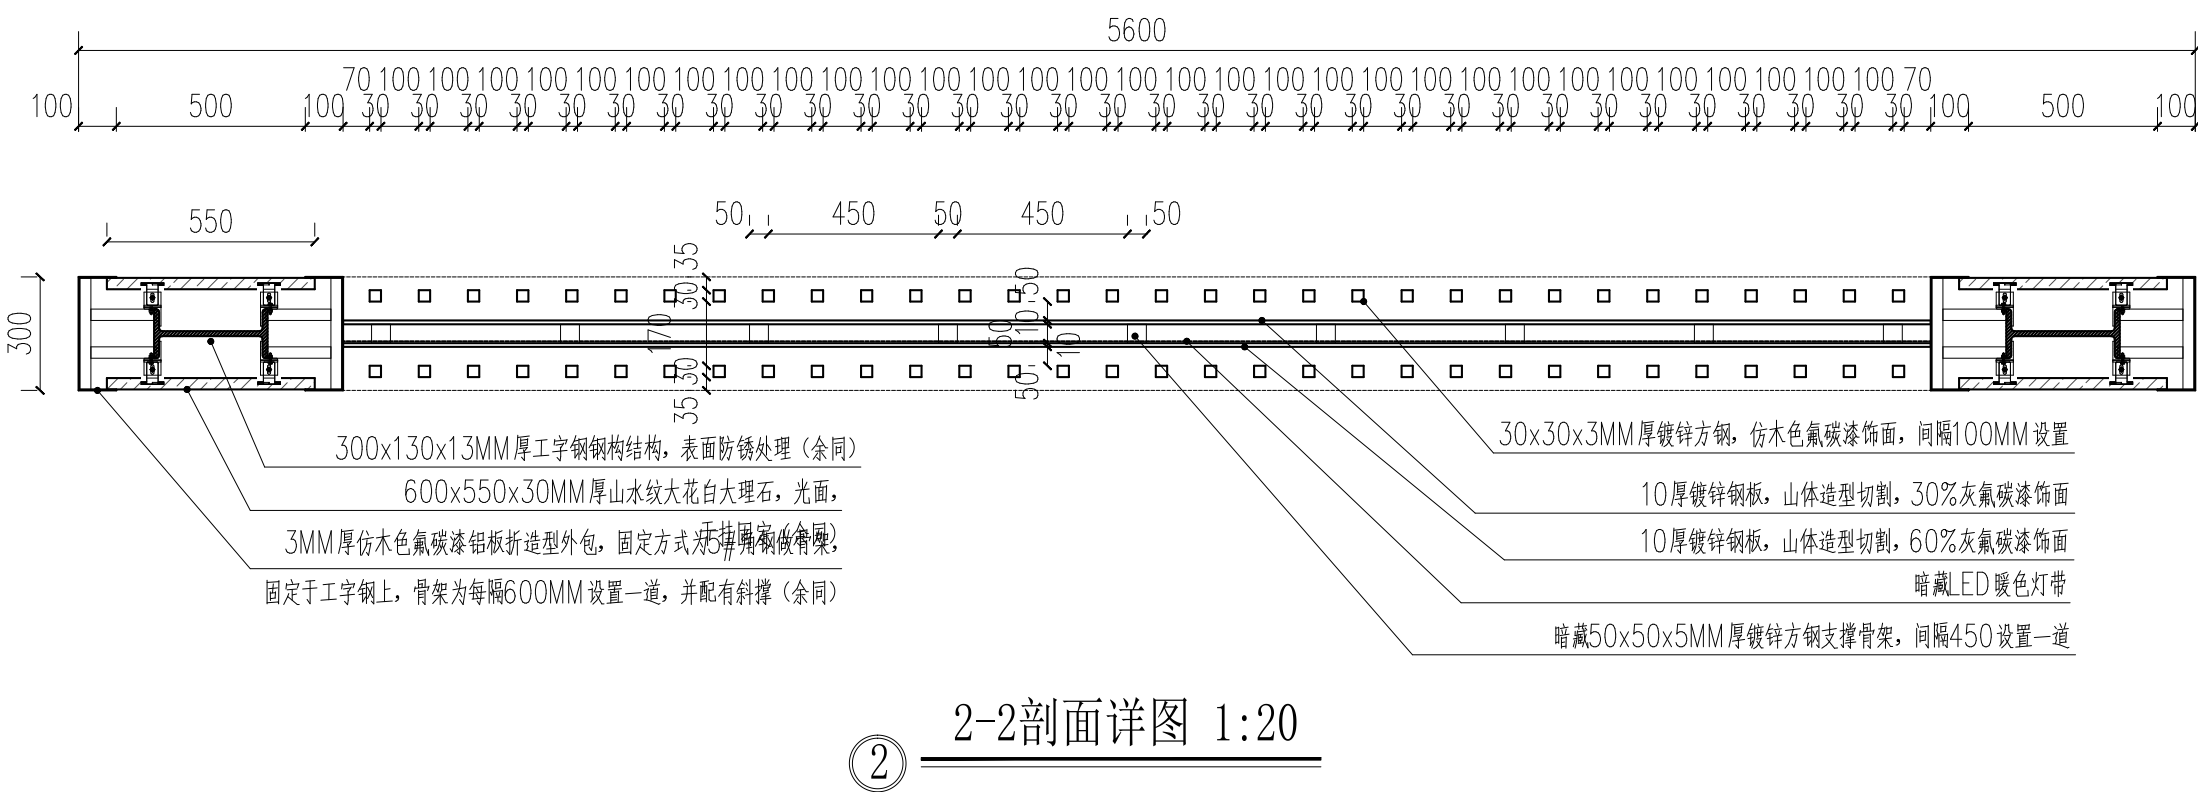 5600
70 100 100 100 100 100 100 100 100 100 100 100 100 100 100 100 100 100 100 100 100 100 100 100 100 100 100 100 100 100 100 100 70
100 500 100 30 30 30 30 30 30 30 30 30 30 30 30 30 30 30 30 30 30 30 30 30 30 30 30 30 30 30 30 30 30 30 30 100 500 100
550
50 450 50 450 50
300
35
30
170
30
35
50
10
50
10
50
300x130x13MM厚工字钢钢构结构，表面防锈处理（余同）
600x550x30MM厚山水纹大花白大理石，光面，
干挂固定（余同）
3MM厚仿木色氟碳漆铝板折造型外包，固定方式为5#角钢做骨架，
固定于工字钢上，骨架为每隔600MM设置一道，并配有斜撑（余同）
30x30x3MM厚镀锌方钢，仿木色氟碳漆饰面，间隔100MM设置
10厚镀锌钢板，山体造型切割，30%灰氟碳漆饰面
10厚镀锌钢板，山体造型切割，60%灰氟碳漆饰面
暗藏LED暖色灯带
暗藏50x50x5MM厚镀锌方钢支撑骨架，间隔450设置一道
2-2剖面详图 1:20
2